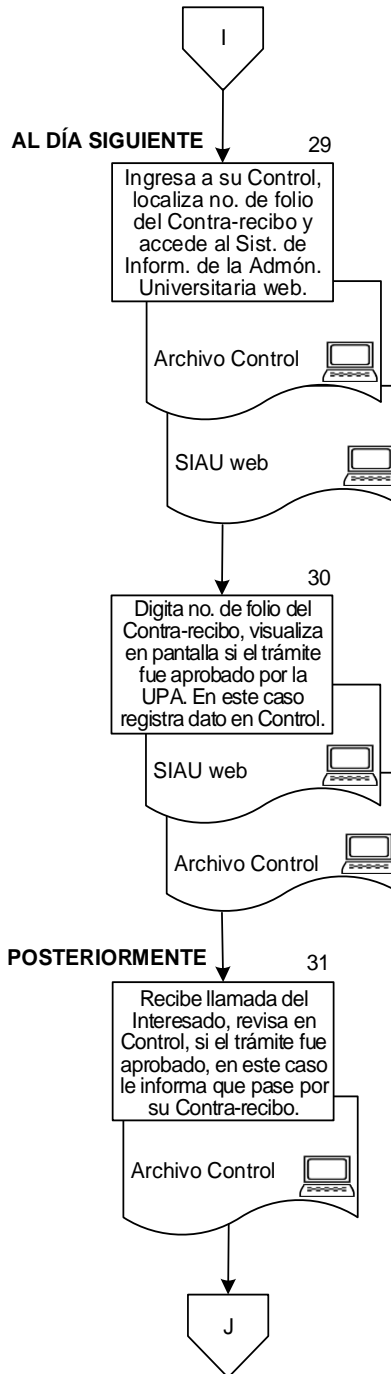 I
AL DÍA SIGUIENTE
29
Ingresa a su Control,
localiza no. de folio
del Contra-recibo y
accede al Sist. de
Inform. de la Admón.
Universitaria web.
Archivo Control
SIAU web
30
Digita no. de folio del
Contra-recibo, visualiza
en pantalla si el trámite
fue aprobado por la
UPA. En este caso
registra dato en Control.
SIAU web
Archivo Control
POSTERIORMENTE
31
Recibe llamada del
Interesado, revisa en
Control, si el trámite fue
aprobado, en este caso
le informa que pase por
su Contra-recibo.
Archivo Control
J